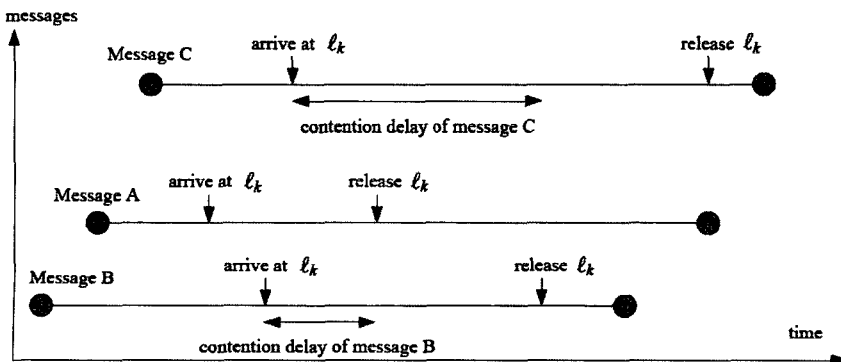 messages
Message C
arrive at ℓk
release ℓk
contention delay of message C
Message A
arrive at ℓk
release ℓk
Message B
arrive at ℓk
release ℓk
contention delay of message B
time